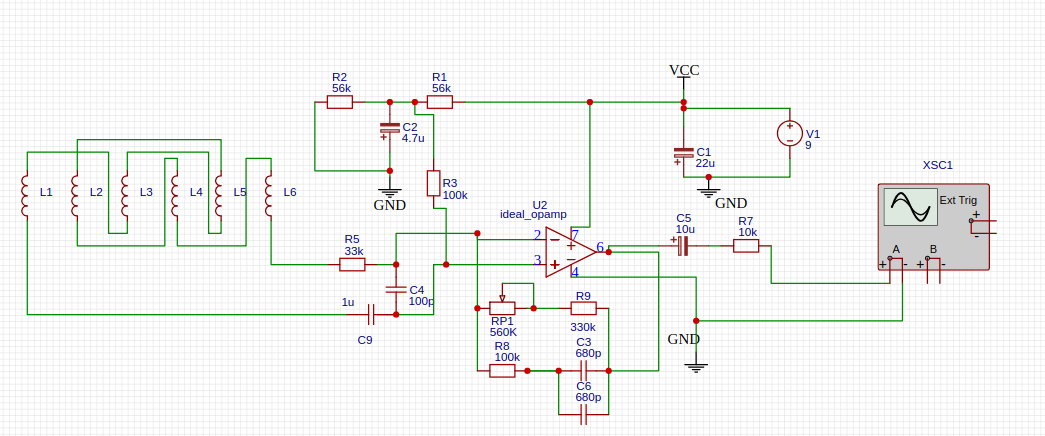 VCC
R2
56k
R1
56k
C2
4.7u
+
V1
9
+
C1
22u
GND
R3
100k
GND
L1
L2
L3
L4
L5
L6
XSC1
Ext Trig
+
-
A
B
+
-
+
-
U2
ideal_opamp
2
7
3
6
4
C5
10u
+
R7
10k
R5
33k
C4
100p
1u
C9
RP1
560K
R9
330k
R8
100k
C3
680p
C6
680p
GND